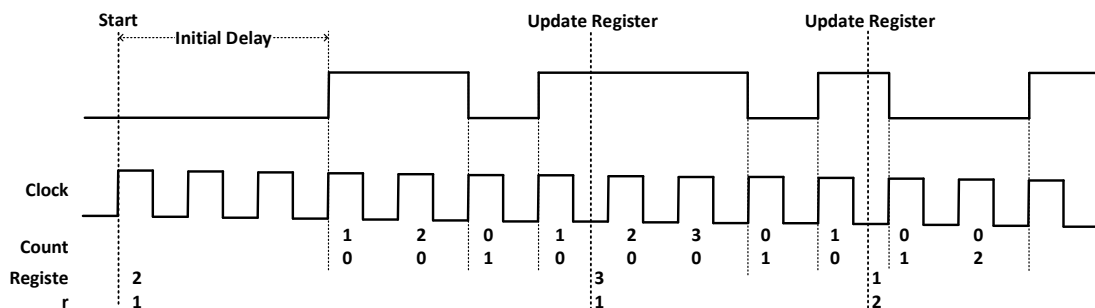 Start Update Register Update Register
Initial Delay
Clock
1 2 0 1 2 3 0 1 0 0
Count
0 0 1 0 0 0 1 0 1 2
Registe 2 3 1
r 1 1 2